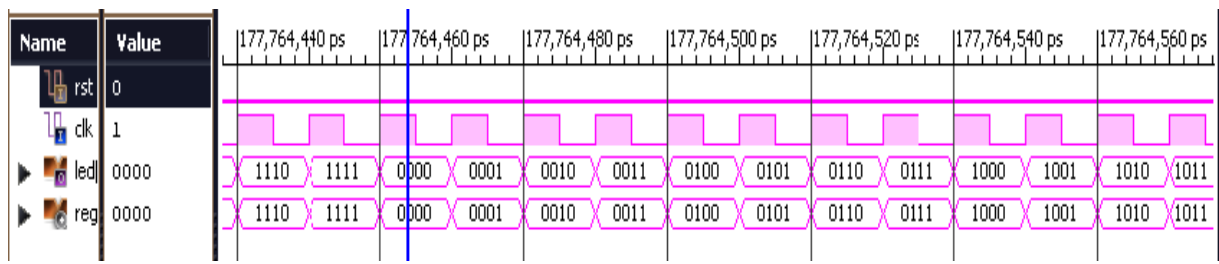 Name Value 177,764,440 ps 177,764,460 ps 177,764,480 ps 177,764,500 ps 177,764,520 ps 177,764,540 ps 177,764,560 ps
rst 0
clk 1
led 0000 1110 1111 0000 0001 0010 0011 0100 0101 0110 0111 1000 1001 1010 1011
reg 0000 1110 1111 0000 0001 0010 0011 0100 0101 0110 0111 1000 1001 1010 1011